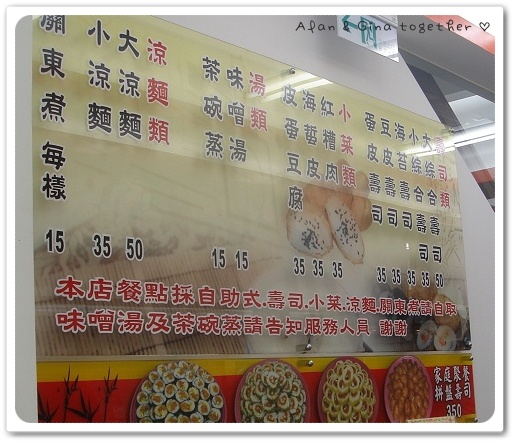 Afan & Gina together
壽司類
大綜合壽司 50
小綜合壽司 35
海苔壽司 35
豆皮壽司 35
蛋皮壽司 35
小菜類
紅糟肉 35
海蜇皮 35
皮蛋豆腐 35
湯類
味噌湯 15
茶碗蒸 15
涼麵類
大涼麵 50
小涼麵 35
關東煮每樣 15
本店餐點採自助式.壽司.小菜.涼麵.關東煮請自取
味噌湯及茶碗蒸請告知服務人員 謝謝
家庭聚餐
拼盤壽司
350